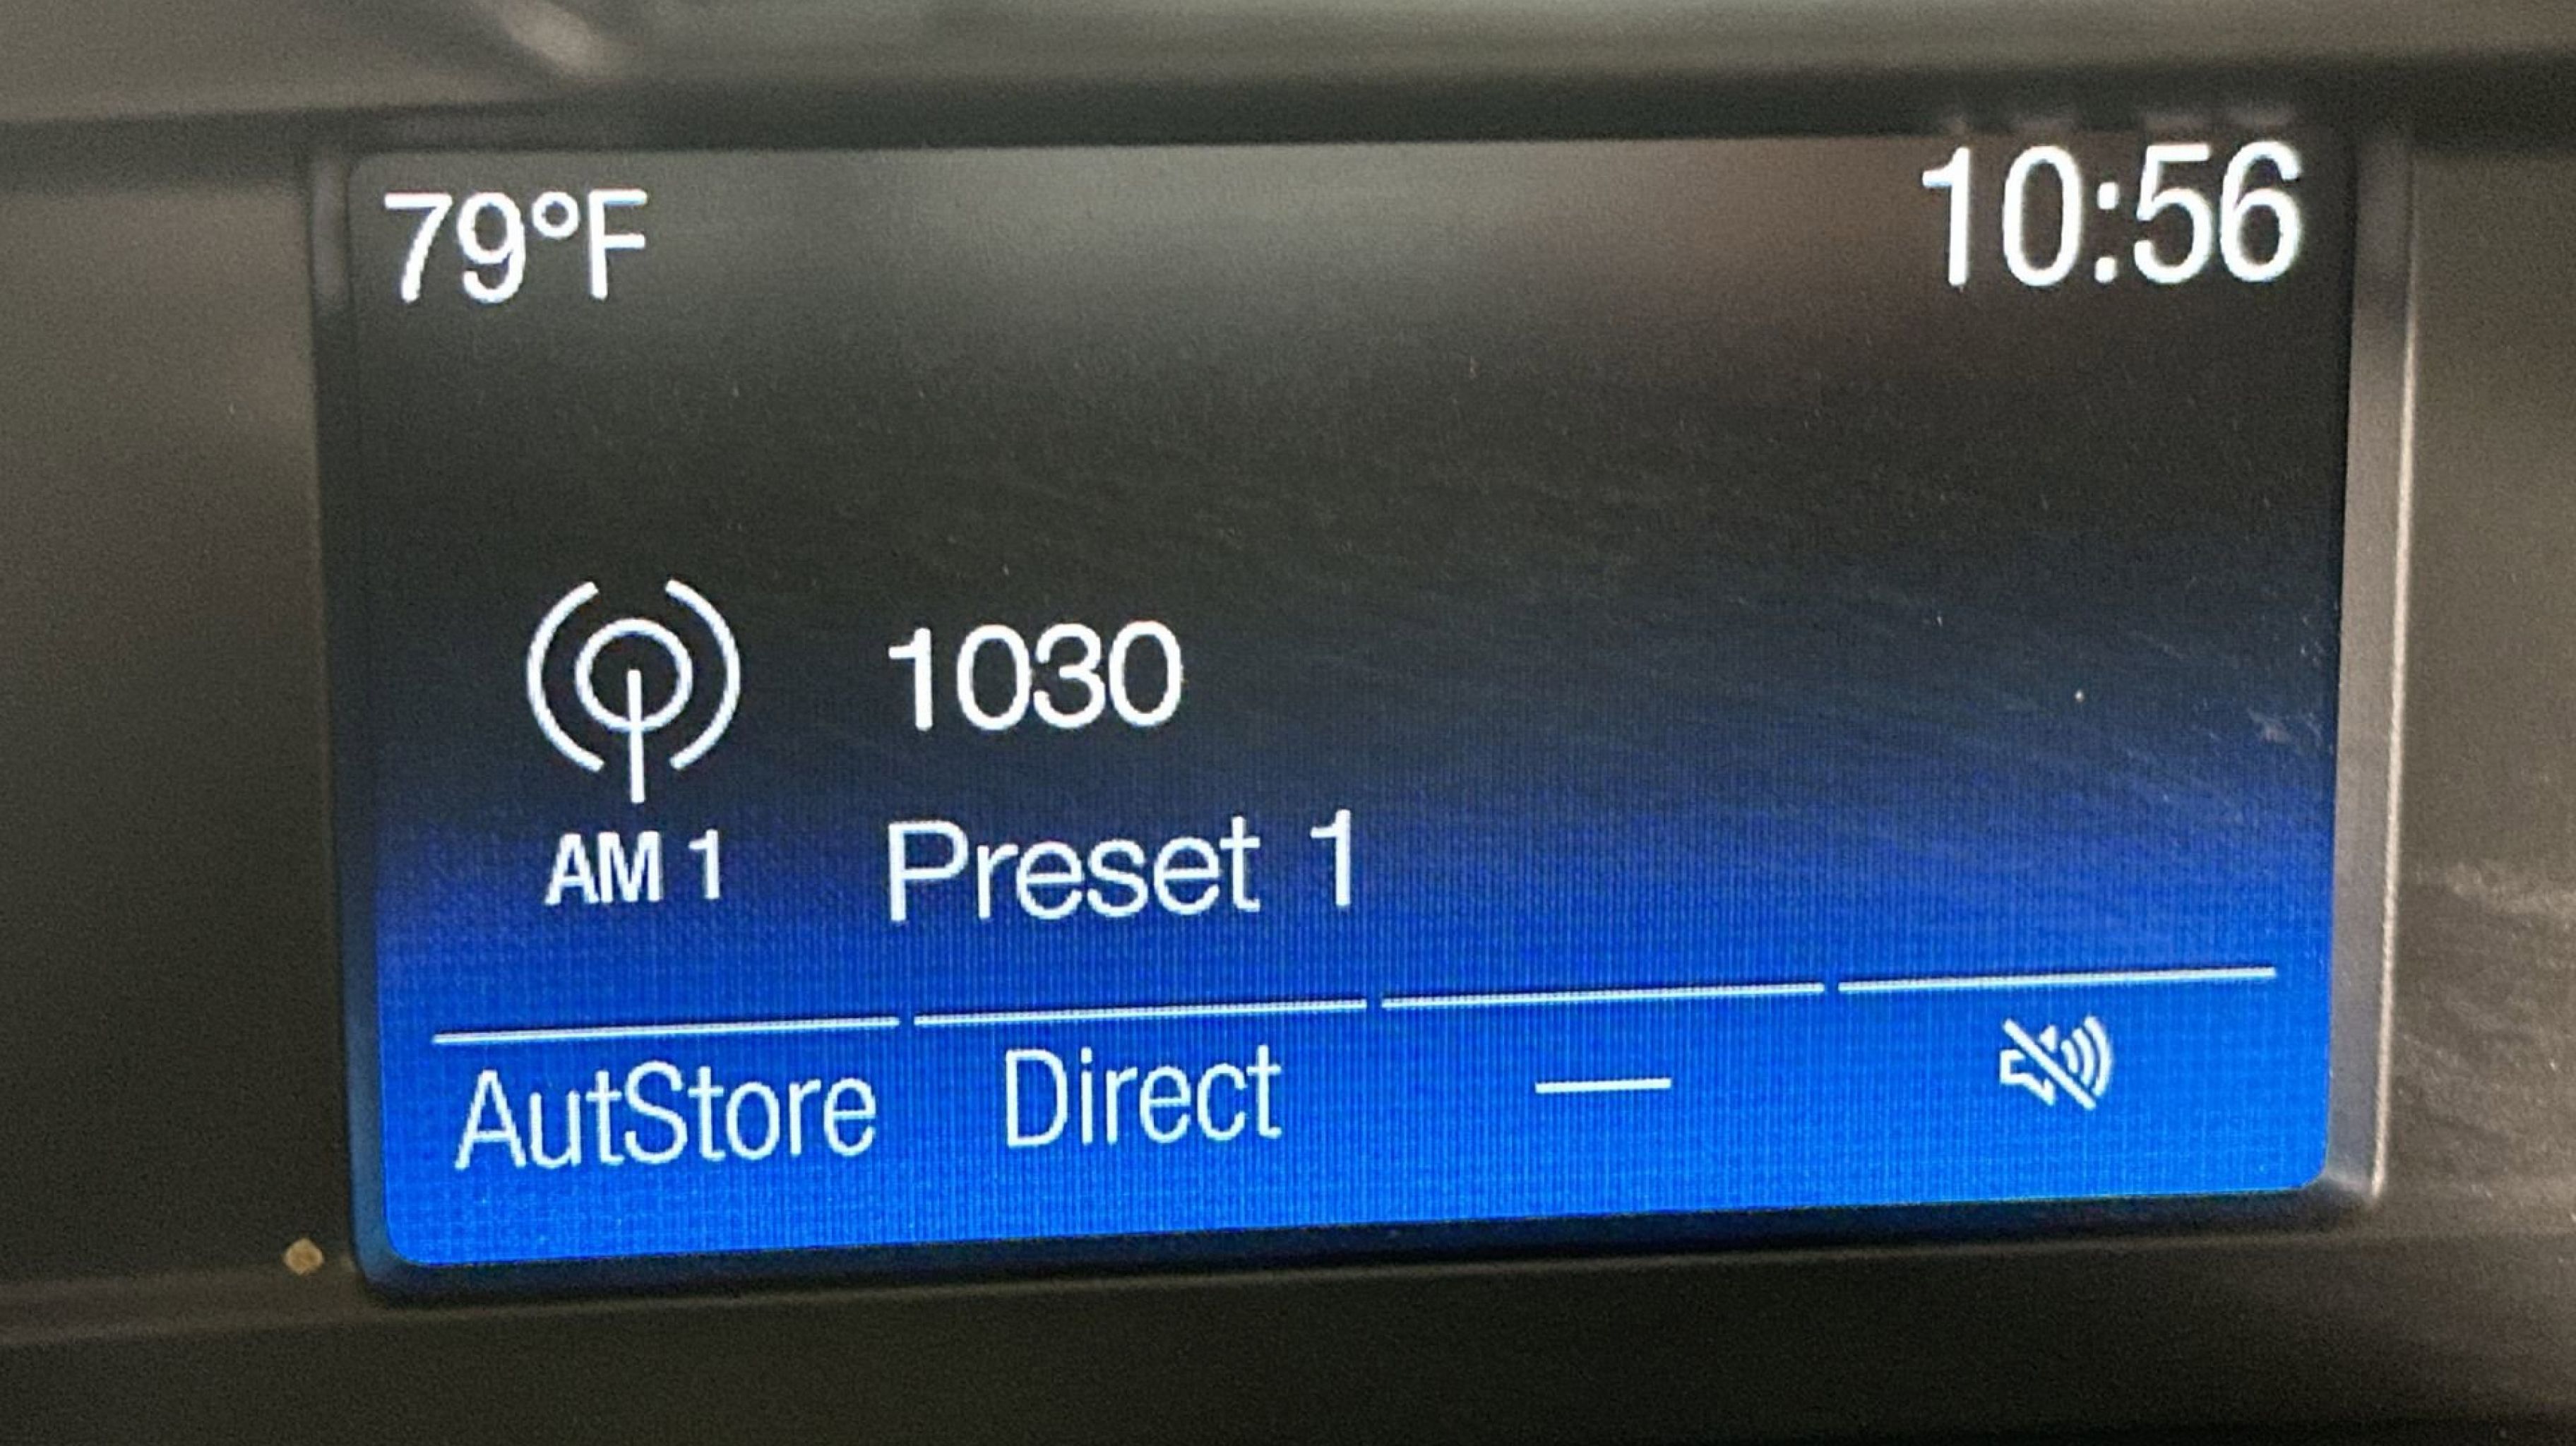 79°F 10:56
1030
AM 1 Preset 1
AutStore Direct —